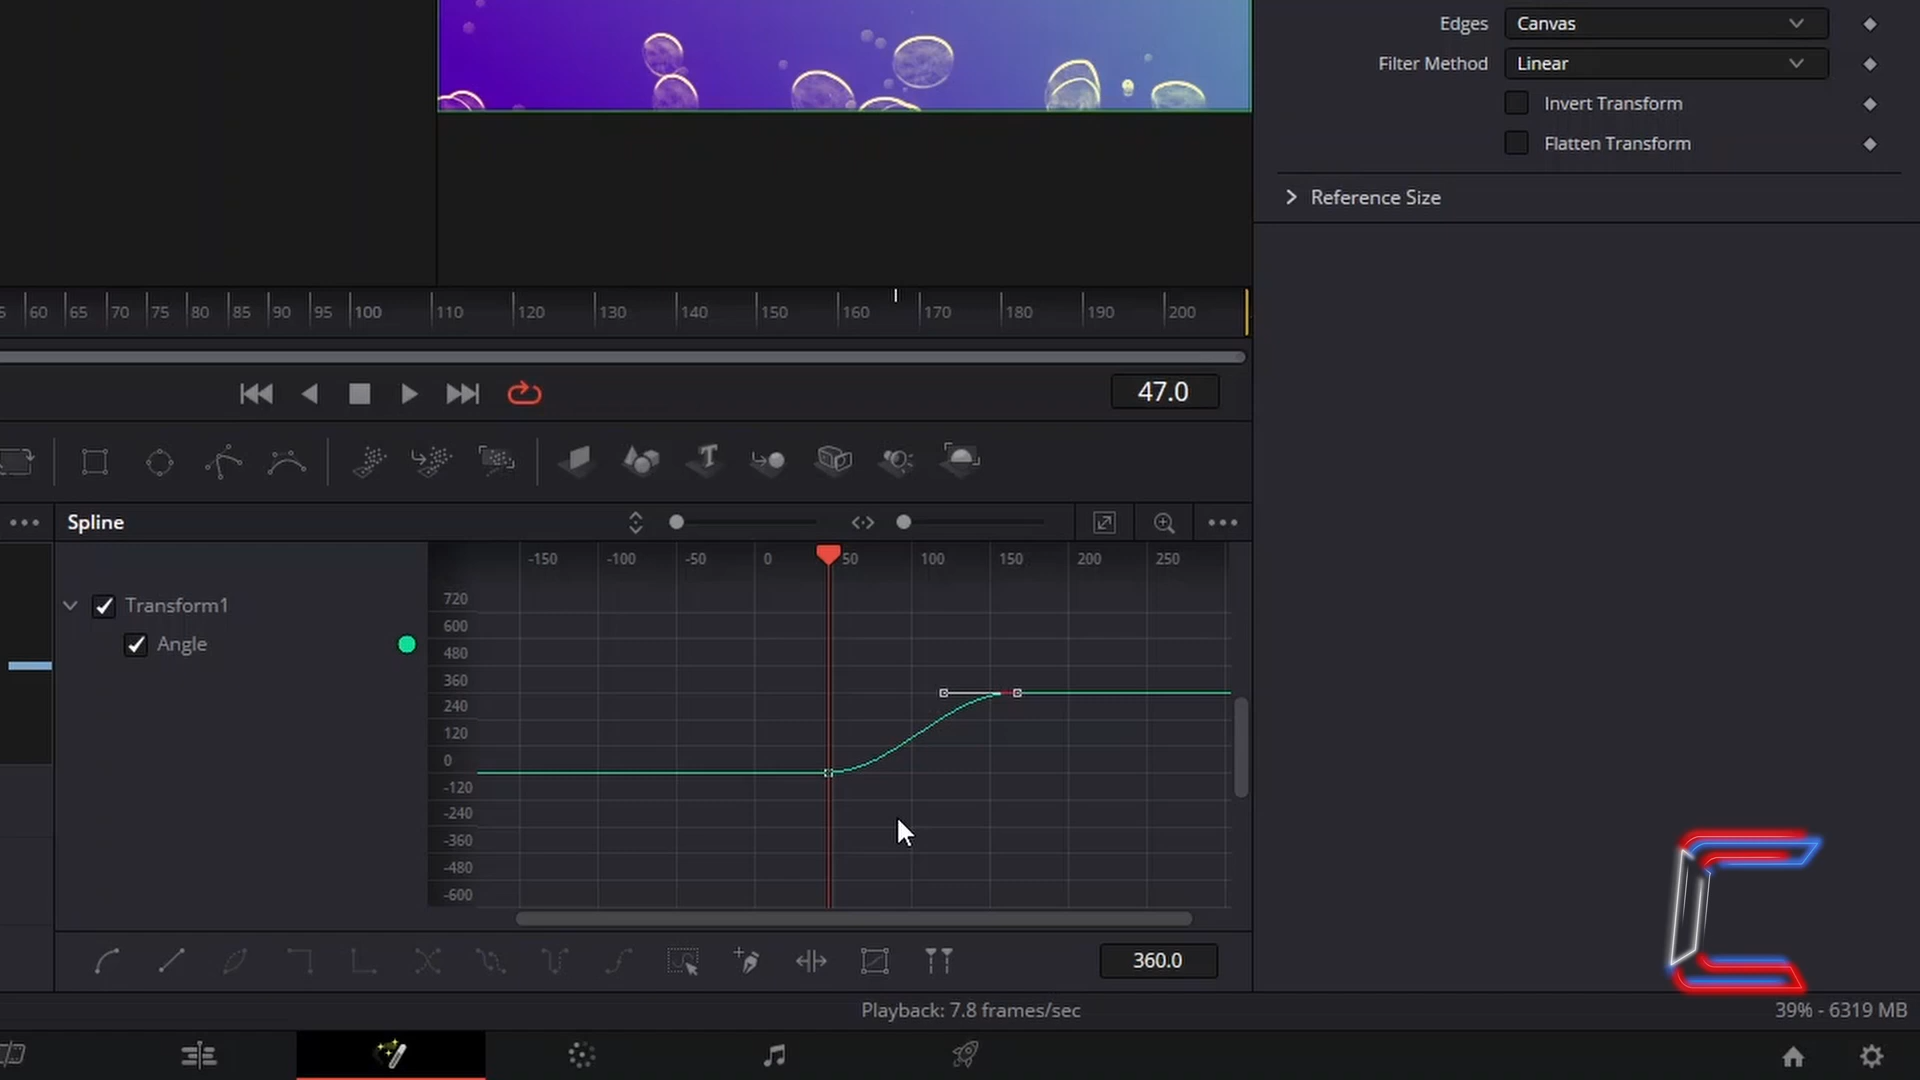 Edges Canvas
Filter Method Linear
Invert Transform
Flatten Transform
Reference Size
60 65 70 75 80 85 90 95 100 110 120 130 140 150 160 170 180 190 200
47.0
Spline
-150 -100 -50 0 50 100 150 200 250
Transform1
Angle
720
600
480
360
240
120
0
-120
-240
-360
-480
-600
360.0
Playback: 7.8 frames/sec
39% - 6319 MB